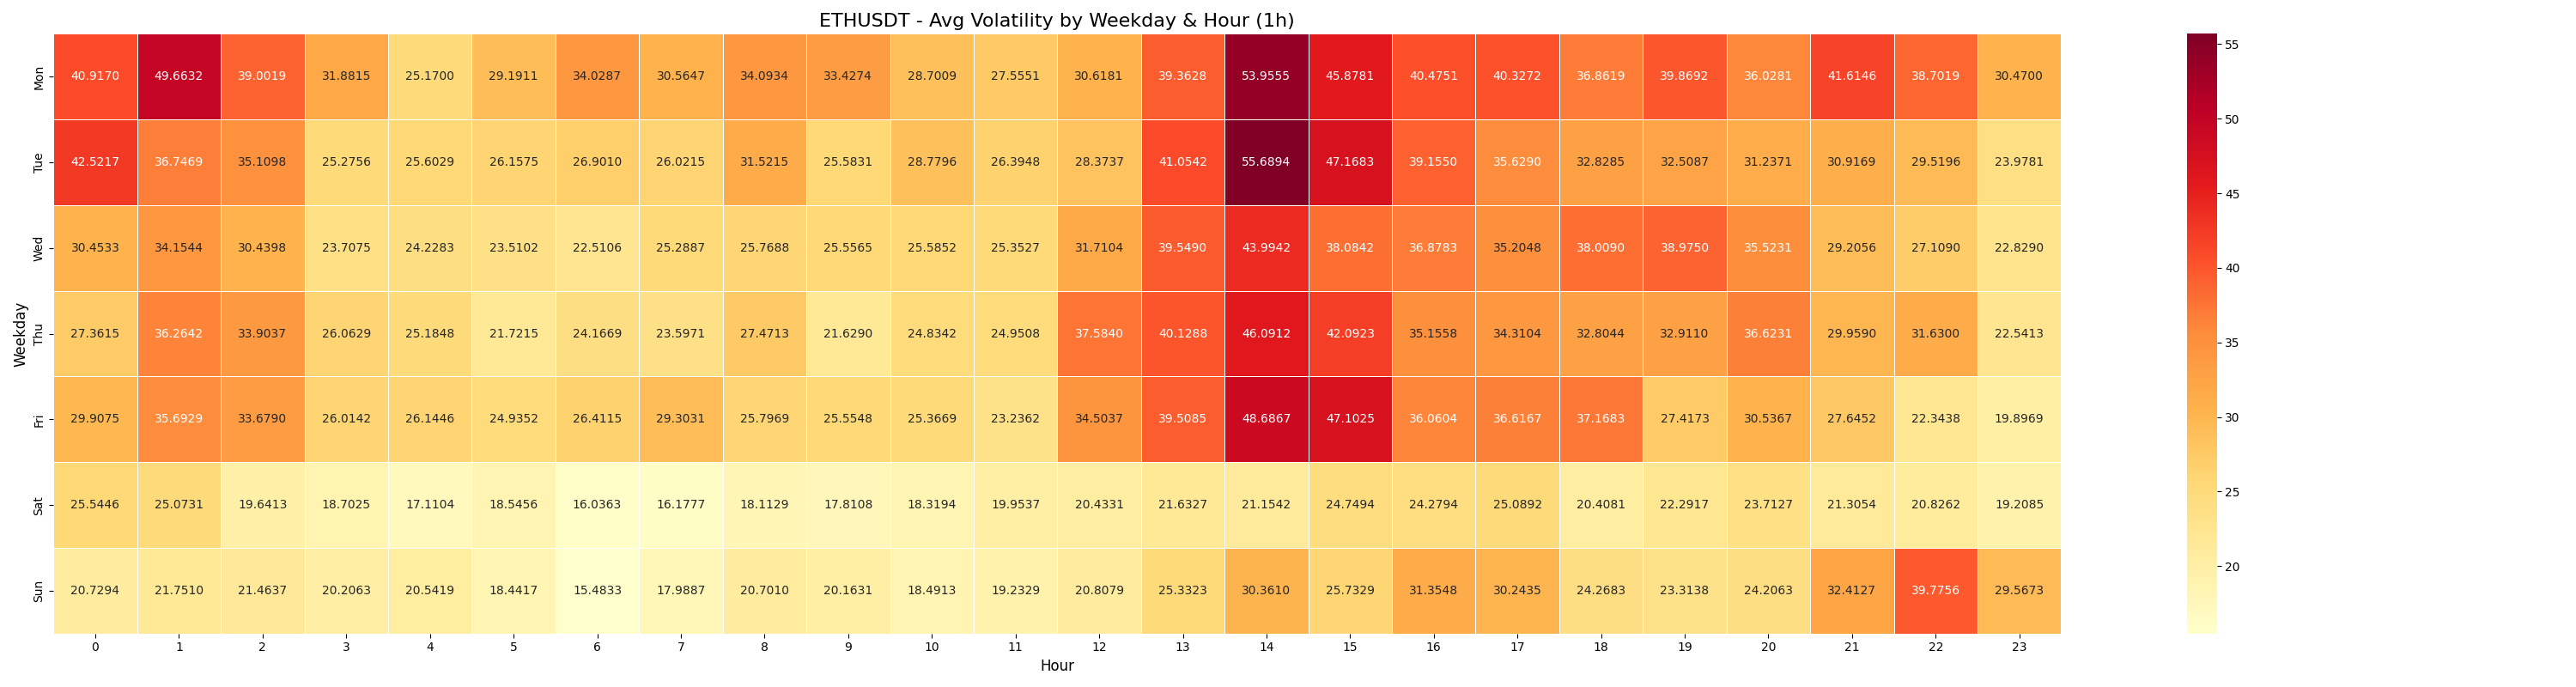 ETHUSDT - Avg Volatility by Weekday & Hour (1h)
Weekday
Mon 40.9170 49.6632 39.0019 31.8815 25.1700 29.1911 34.0287 30.5647 34.0934 33.4274 28.7009 27.5551 30.6181 39.3628 53.9555 45.8781 40.4751 40.3272 36.8619 39.8692 36.0281 41.6146 38.7019 30.4700
Tue 42.5217 36.7469 35.1098 25.2756 25.6029 26.1575 26.9010 26.0215 31.5215 25.5831 28.7796 26.3948 28.3737 41.0542 55.6894 47.1683 39.1550 35.6290 32.8285 32.5087 31.2371 30.9169 29.5196 23.9781
Wed 30.4533 34.1544 30.4398 23.7075 24.2283 23.5102 22.5106 25.2887 25.7688 25.5565 25.5852 25.3527 31.7104 39.5490 43.9942 38.0842 36.8783 35.2048 38.0090 38.9750 35.5231 29.2056 27.1090 22.8290
Thu 27.3615 36.2642 33.9037 26.0629 25.1848 21.7215 24.1669 23.5971 27.4713 21.6290 24.8342 24.9508 37.5840 40.1288 46.0912 42.0923 35.1558 34.3104 32.8044 32.9110 36.6231 29.9590 31.6300 22.5413
Fri 29.9075 35.6929 33.6790 26.0142 26.1446 24.9352 26.4115 29.3031 25.7969 25.5548 25.3669 23.2362 34.5037 39.5085 48.6867 47.1025 36.0604 36.6167 37.1683 27.4173 30.5367 27.6452 22.3438 19.8969
Sat 25.5446 25.0731 19.6413 18.7025 17.1104 18.5456 16.0363 16.1777 18.1129 17.8108 18.3194 19.9537 20.4331 21.6327 21.1542 24.7494 24.2794 25.0892 20.4081 22.2917 23.7127 21.3054 20.8262 19.2085
Sun 20.7294 21.7510 21.4637 20.2063 20.5419 18.4417 15.4833 17.9887 20.7010 20.1631 18.4913 19.2329 20.8079 25.3323 30.3610 25.7329 31.3548 30.2435 24.2683 23.3138 24.2063 32.4127 39.7756 29.5673
0 1 2 3 4 5 6 7 8 9 10 11 12 13 14 15 16 17 18 19 20 21 22 23
Hour
55
50
45
40
35
30
25
20